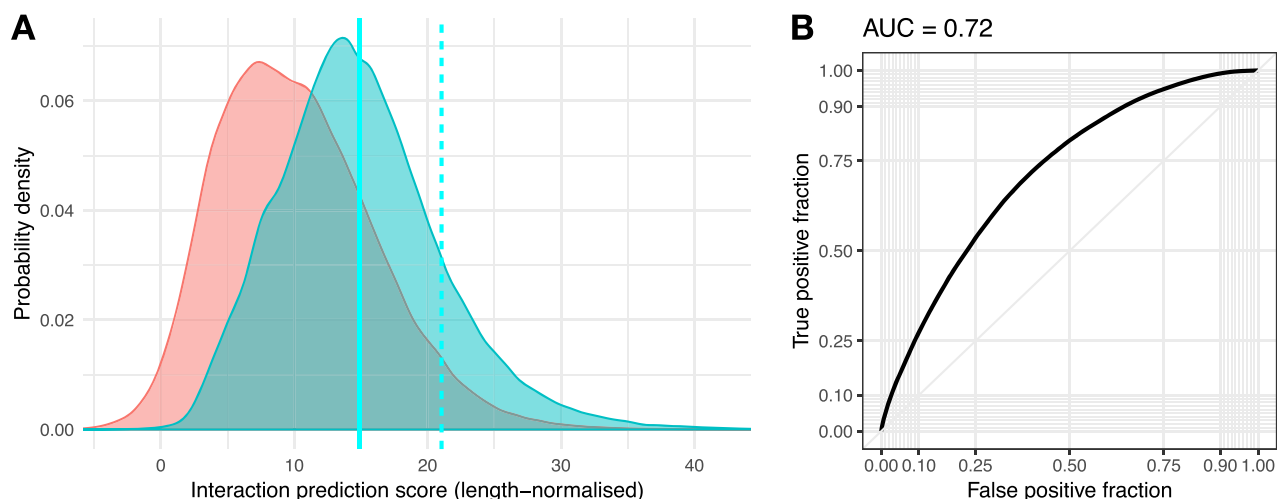 A
Probability density
0.06
0.04
0.02
0.00
0 10 20 30 40
Interaction prediction score (length−normalised)
B
AUC = 0.72
True positive fraction
1.00
0.90
0.75
0.50
0.25
0.10
0.00
0.00 0.10 0.25 0.50 0.75 0.90 1.00
False positive fraction